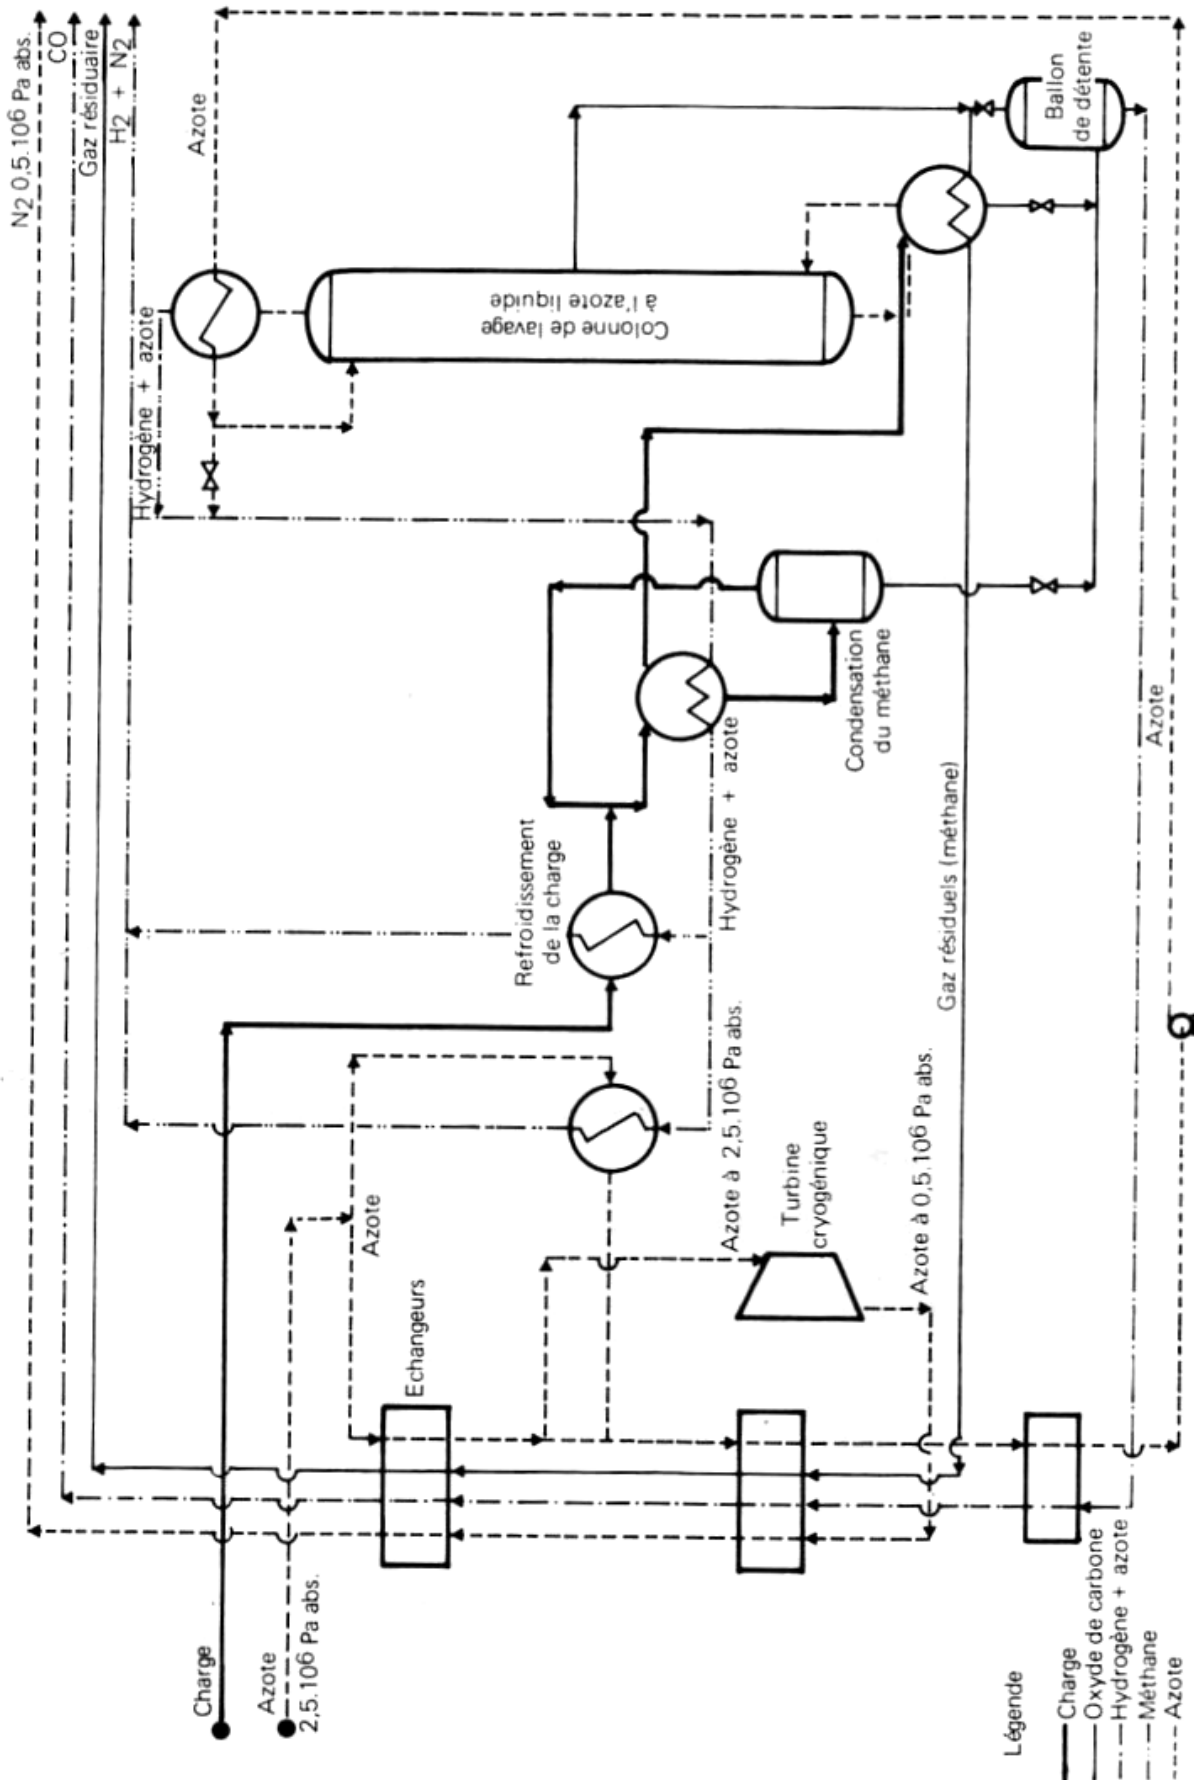 N2 0,5.10⁶ Pa abs.
CO
Gaz résiduaire
H2 + N2
Azote
Hydrogène + azote
Colonne de lavage
à l'azote liquide
Ballon
de détente
Condensation
du méthane
Azote
Refroidissement
de la charge
Hydrogène + azote
Gaz résiduels (méthane)
Azote
Azote à 2,5.10⁶ Pa abs.
Turbine
cryogénique
Azote à 0,5.10⁶ Pa abs.
Echangeurs
Charge
Azote
2,5.10⁶ Pa abs.
Légende
Charge
Oxyde de carbone
Hydrogène + azote
Méthane
Azote